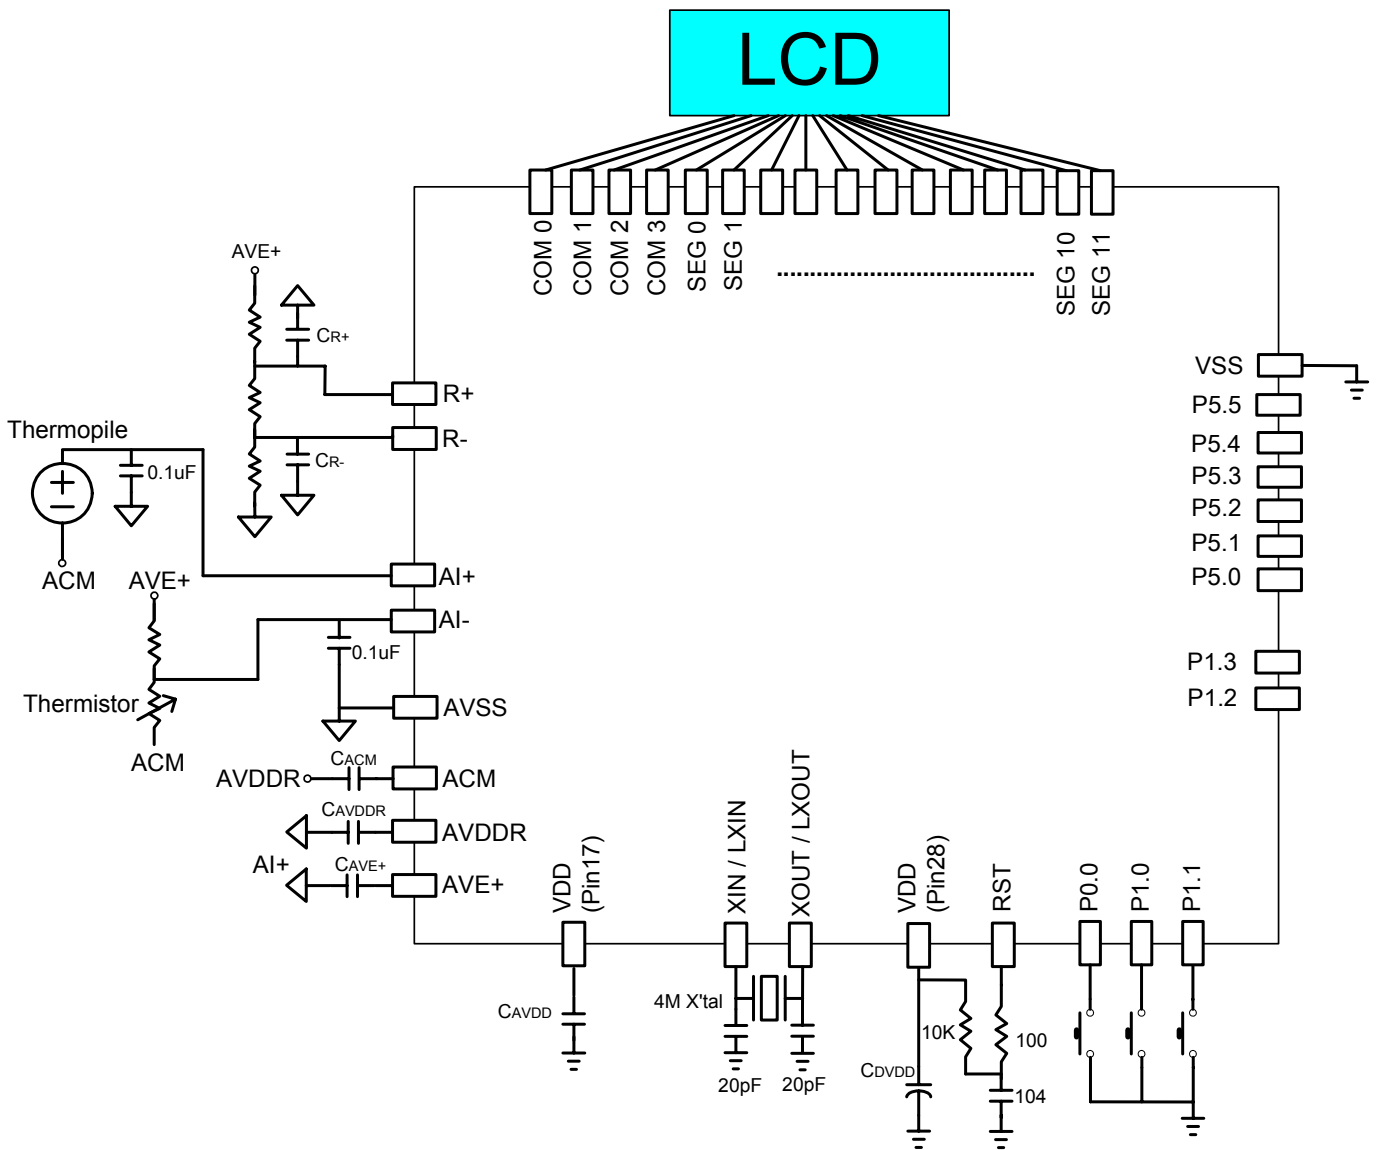 LCD
COM 0
COM 1
COM 2
COM 3
SEG 0
SEG 1
SEG 10
SEG 11
AVE+
CR+
R+
R-
CR-
Thermopile
0.1uF
ACM
AVE+
AI+
AI-
0.1uF
Thermistor
ACM
AVSS
CACM
AVDDR
ACM
CAVDDR
AVDDR
AI+
CAVE+
AVE+
VSS
P5.5
P5.4
P5.3
P5.2
P5.1
P5.0
P1.3
P1.2
VDD
(Pin17)
XIN / LXIN
XOUT / LXOUT
VDD
(Pin28)
RST
P0.0
P1.0
P1.1
CAVDD
4M X'tal
20pF
20pF
10K
100
CDVDD
104